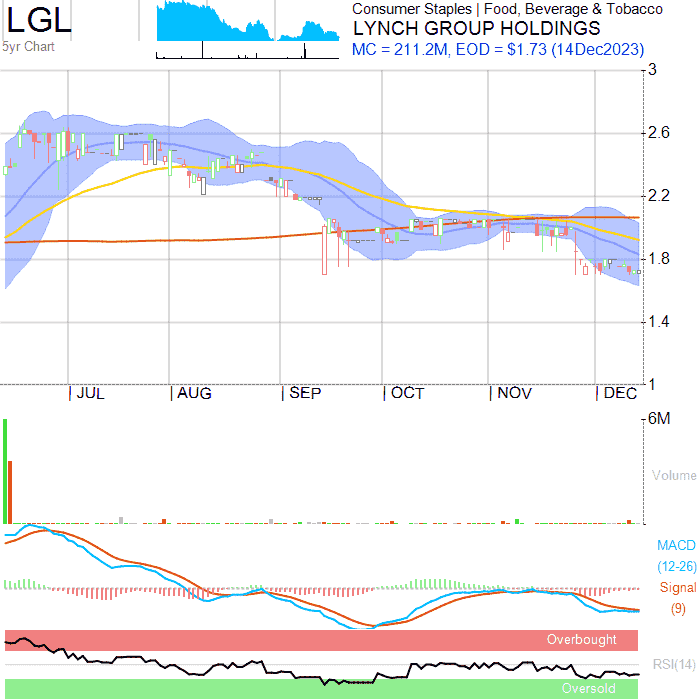 LGL
5yr Chart
Consumer Staples | Food, Beverage & Tobacco
LYNCH GROUP HOLDINGS
MC = 211.2M, EOD = $1.73 (14Dec2023)
3
2.6
2.2
1.8
1.4
1
| JUL | AUG | SEP | OCT | NOV | DEC
6M
Volume
MACD
(12-26)
Signal
(9)
Overbought
RSI(14)
Oversold